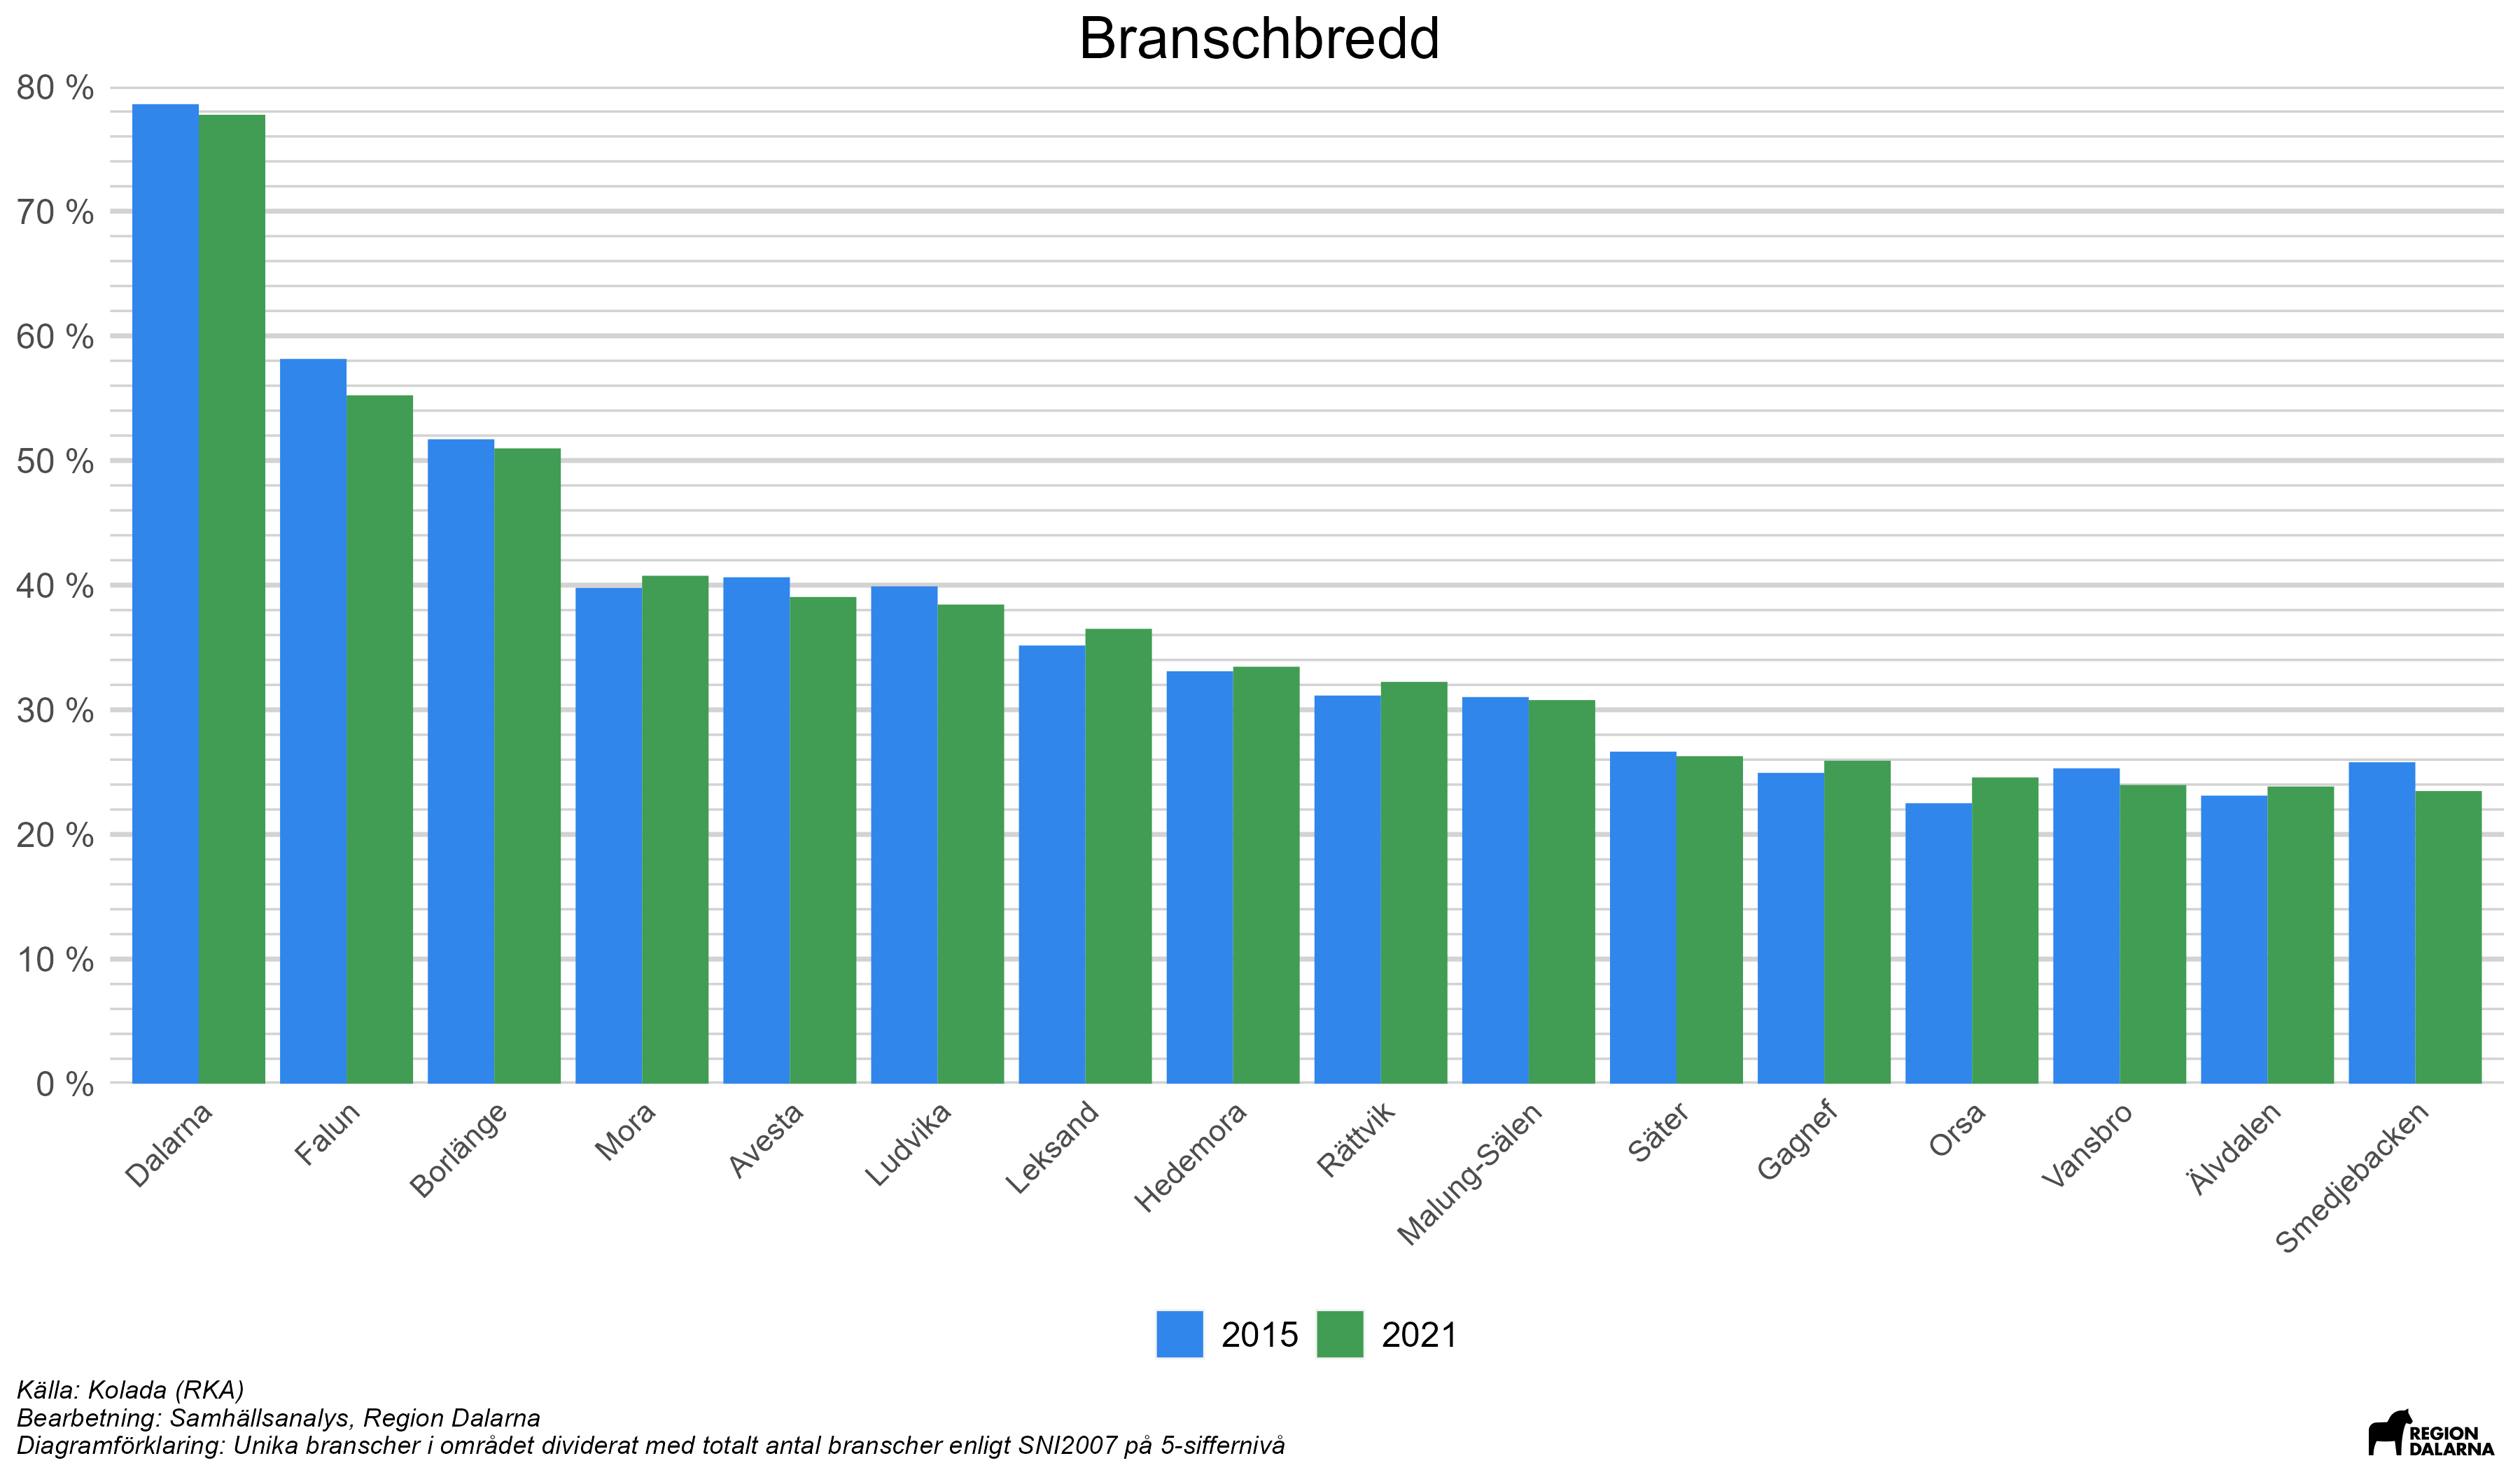 Branschbredd
80 %
70 %
60 %
50 %
40 %
30 %
20 %
10 %
0 %
Dalarna
Falun
Borlänge
Mora
Avesta
Ludvika
Leksand
Hedemora
Rättvik
Malung-Sälen
Säter
Gagnef
Orsa
Vansbro
Älvdalen
Smedjebacken
2015
2021
Källa: Kolada (RKA)
Bearbetning: Samhällsanalys, Region Dalarna
Diagramförklaring: Unika branscher i området dividerat med totalt antal branscher enligt SNI2007 på 5-siffernivå
REGION
DALARNA